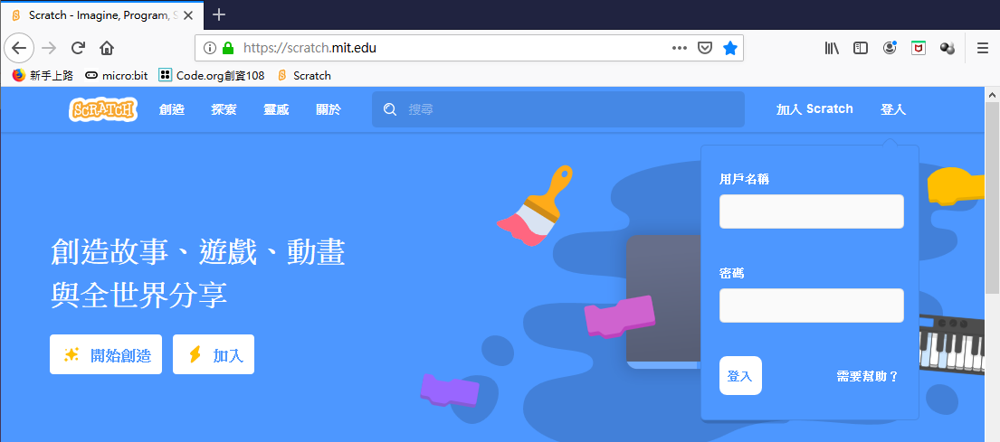 Scratch - Imagine, Program, S
https://scratch.mit.edu
新手上路 micro:bit Code.org創資108 Scratch
SCRATCH 創造 探索 靈感 關於 搜尋 加入 Scratch 登入
用戶名稱
創造故事、遊戲、動畫
與全世界分享
密碼
開始創造 加入
登入 需要幫助？